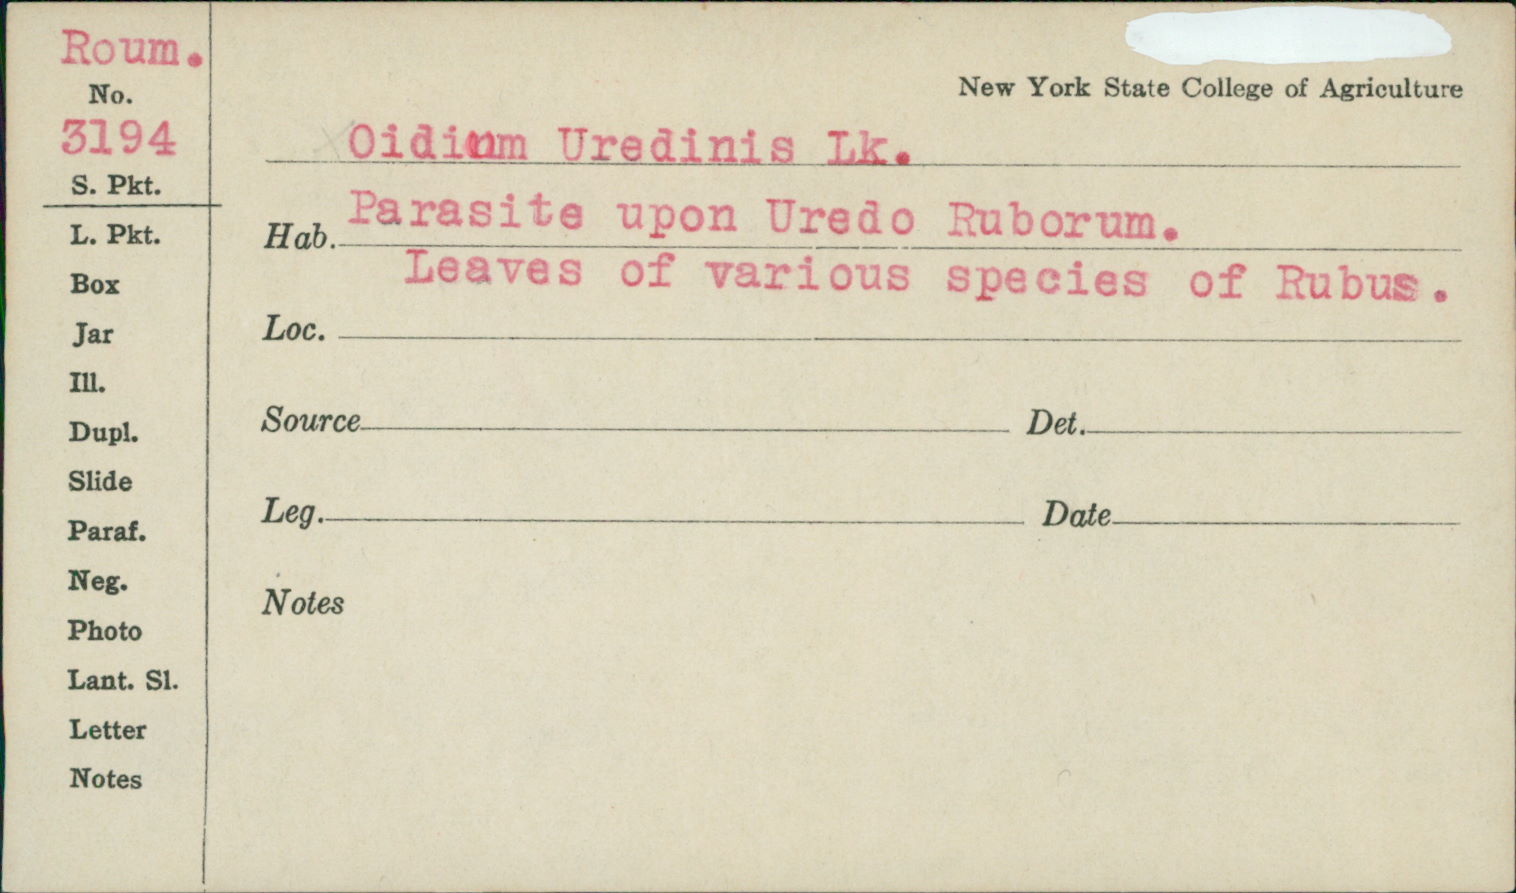 Roum.
No.
3194
S. Pkt.
L. Pkt.
Box
Jar
Ill.
Dupl.
Slide
Paraf.
Neg.
Photo
Lant. Sl.
Letter
Notes
New York State College of Agriculture
Oidium Uredinis Lk.
Hab. Parasite upon Uredo Ruborum.
Leaves of various species of Rubus.
Loc.
Source Det.
Leg. Date
Notes